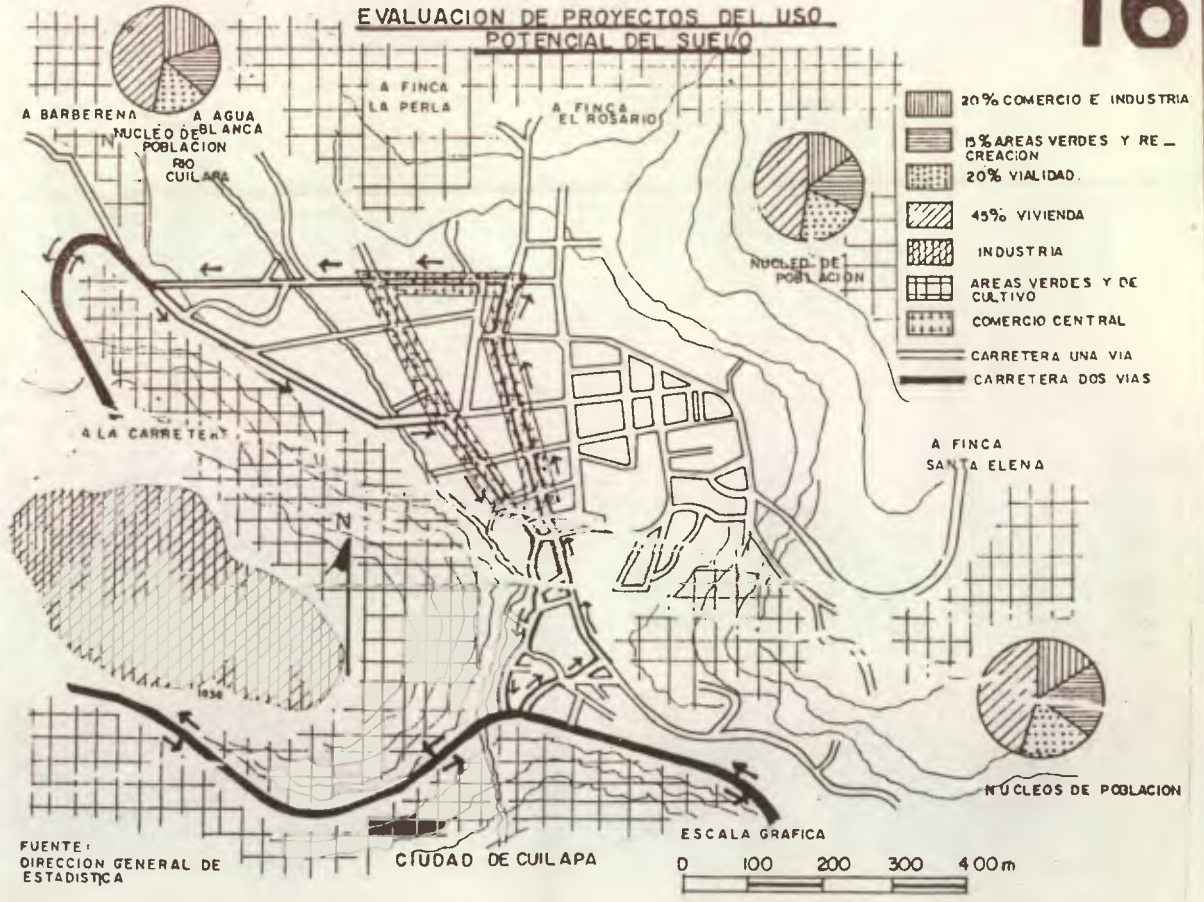 16
EVALUACION DE PROYECTOS DEL USO
POTENCIAL DEL SUELO
A BARBERENA
A AGUA
BLANCA
NUCLEO DE
POBLACION
RIO
CUILAPA
N
A FINCA
LA PERLA
A FINCA
EL ROSARIO
NUCLEO DE
POBLACION
20% COMERCIO E INDUSTRIA
15% AREAS VERDES Y RE_
CREACION
20% VIALIDAD.
45% VIVIENDA
INDUSTRIA
AREAS VERDES Y DE
CULTIVO
COMERCIO CENTRAL
CARRETERA UNA VIA
CARRETERA DOS VIAS
A LA CARRETERA
A FINCA
SANTA ELENA
N
1030
NUCLEOS DE POBLACION
FUENTE:
DIRECCION GENERAL DE
ESTADISTICA
CIUDAD DE CUILAPA
ESCALA GRAFICA
0 100 200 300 400m